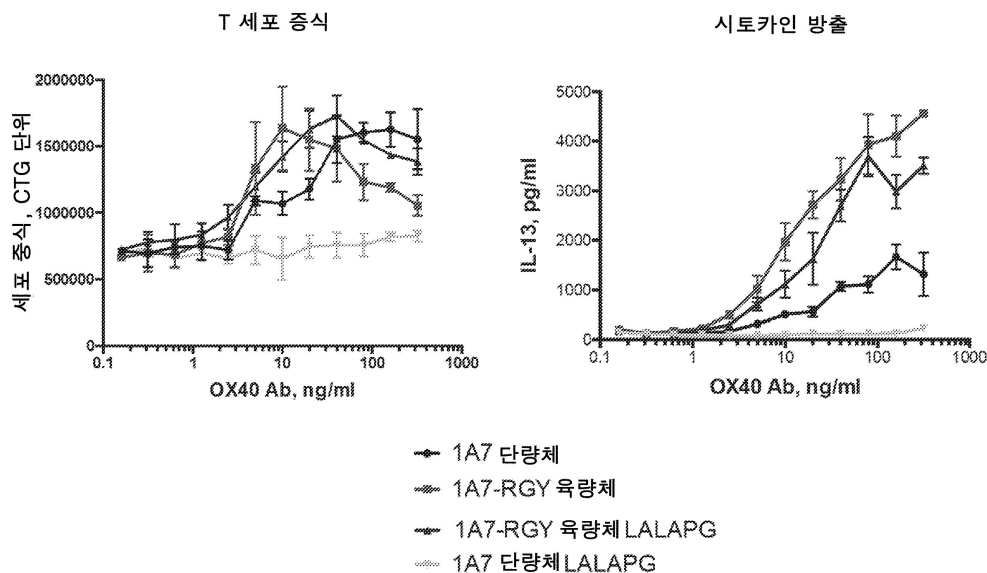 T 세포 증식
시토카인 방출
세포 증식, CTG 단위
2000000
1500000
1000000
500000
0
0.1
1
10
100
1000
OX40 Ab, ng/ml
IL-13, pg/ml
5000
4000
3000
2000
1000
0
0.1
1
10
100
1000
OX40 Ab, ng/ml
1A7 단량체
1A7-RGY 육량체
1A7-RGY 육량체 LALAPG
1A7 단량체 LALAPG